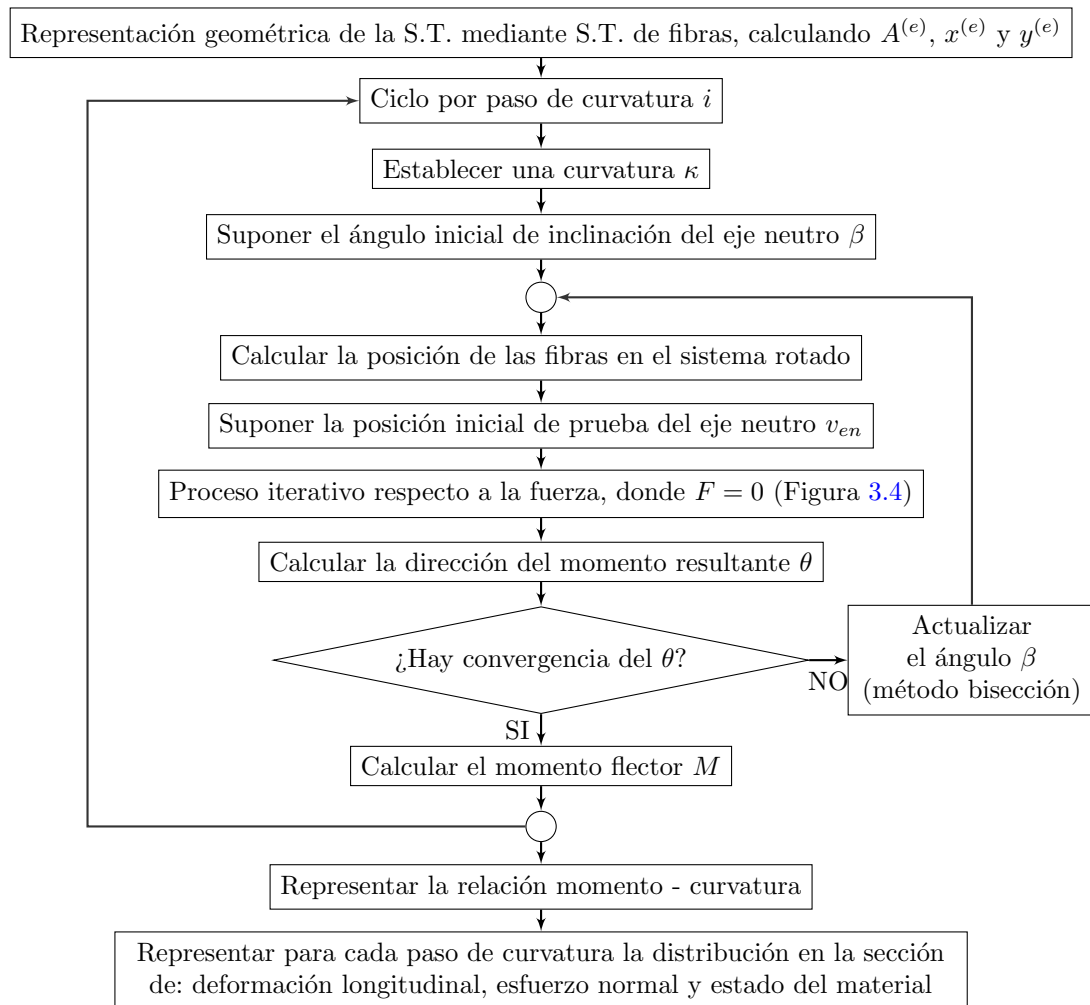 Representación geométrica de la S.T. mediante S.T. de fibras, calculando A^(e), x^(e) y y^(e)
Ciclo por paso de curvatura i
Establecer una curvatura κ
Suponer el ángulo inicial de inclinación del eje neutro β
Calcular la posición de las fibras en el sistema rotado
Suponer la posición inicial de prueba del eje neutro v_en
Proceso iterativo respecto a la fuerza, donde F = 0 (Figura 3.4)
Calcular la dirección del momento resultante θ
¿Hay convergencia del θ?
NO
Actualizar
el ángulo β
(método bisección)
SI
Calcular el momento flector M
Representar la relación momento - curvatura
Representar para cada paso de curvatura la distribución en la sección
de: deformación longitudinal, esfuerzo normal y estado del material